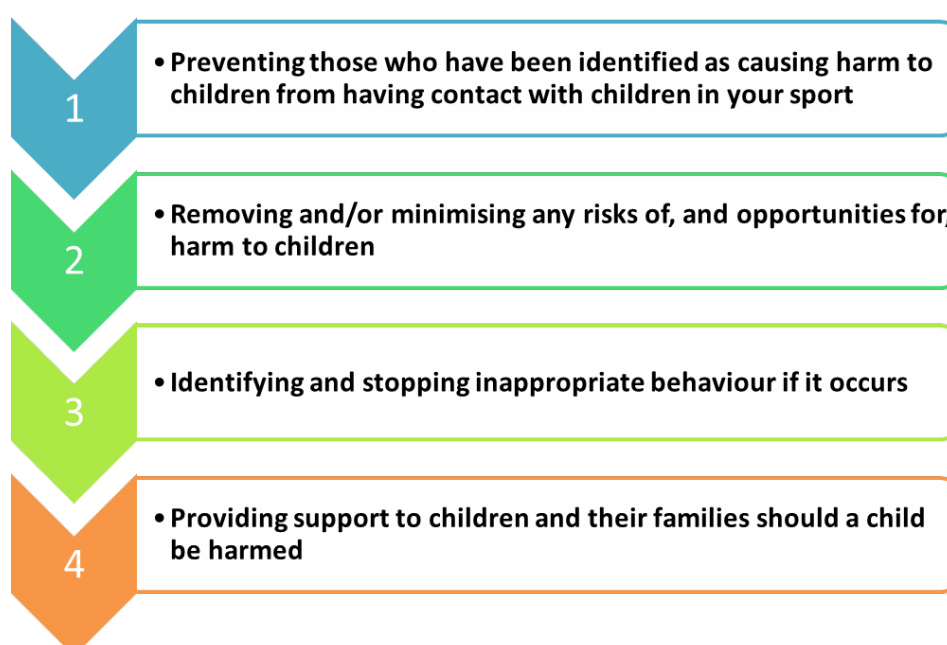 1
• Preventing those who have been identified as causing harm to
children from having contact with children in your sport
2
• Removing and/or minimising any risks of, and opportunities for,
harm to children
3
• Identifying and stopping inappropriate behaviour if it occurs
4
• Providing support to children and their families should a child
be harmed